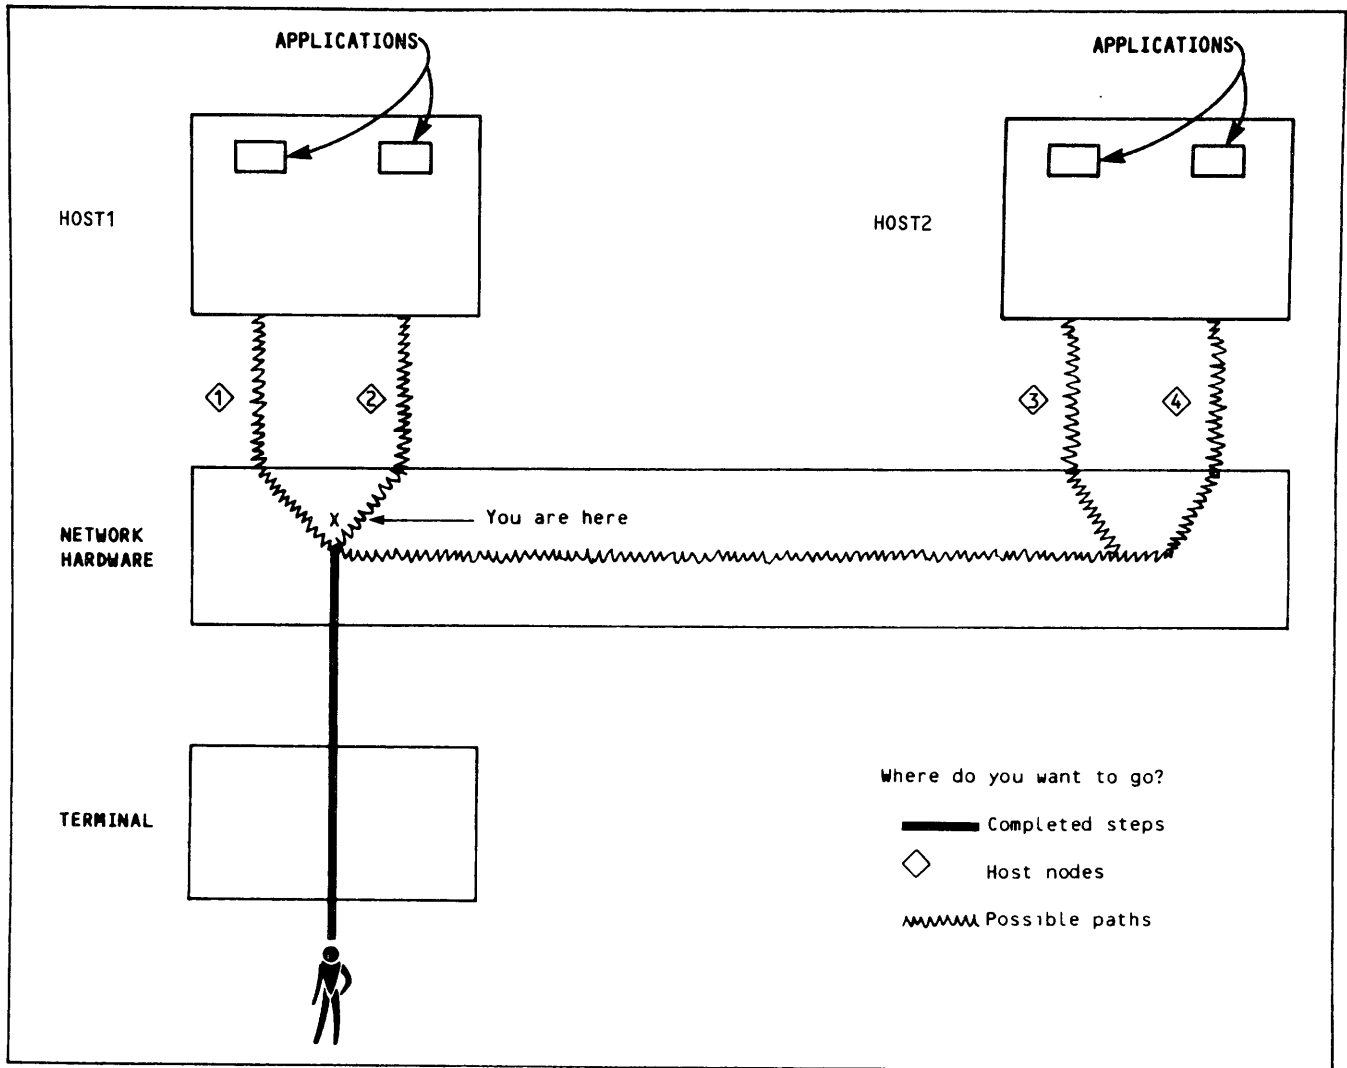 APPLICATIONS
APPLICATIONS
HOST1
HOST2
1
2
3
4
X
You are here
NETWORK
HARDWARE
Where do you want to go?
TERMINAL
Completed steps
Host nodes
Possible paths